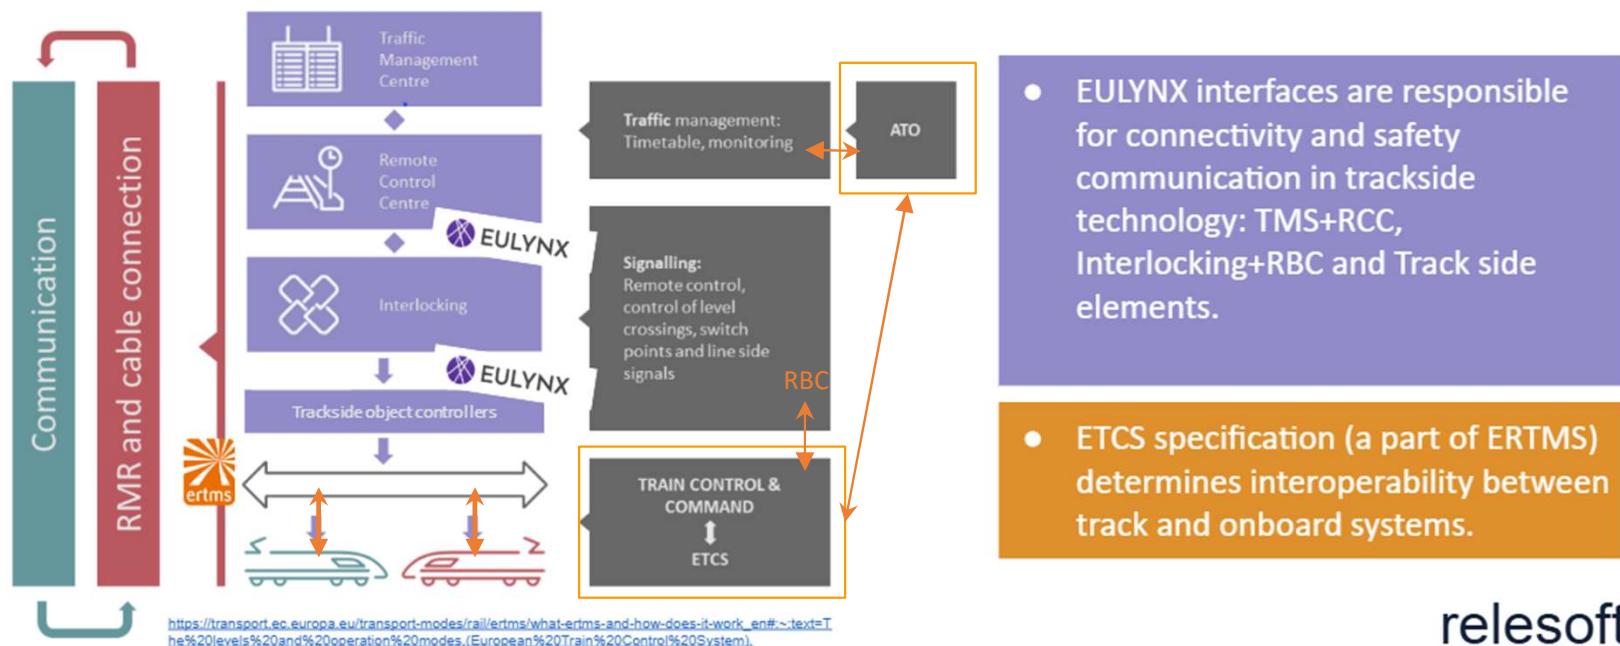 Communication
RMR and cable connection
Traffic
Management
Centre
Remote
Control
Centre
EULYNX
Interlocking
EULYNX
Trackside object controllers
ertms
Traffic management:
Timetable, monitoring
ATO
Signalling:
Remote control,
control of level
crossings, switch
points and line side
signals
RBC
TRAIN CONTROL &
COMMAND
ETCS
https://transport.ec.europa.eu/transport-modes/rail/ertms/what-ertms-and-how-does-it-work_en#:~:text=T
he%20levels%20and%20operation%20modes,(European%20Train%20Control%20System).
● EULYNX interfaces are responsible
for connectivity and safety
communication in trackside
technology: TMS+RCC,
Interlocking+RBC and Track side
elements.
● ETCS specification (a part of ERTMS)
determines interoperability between
track and onboard systems.
relesoft